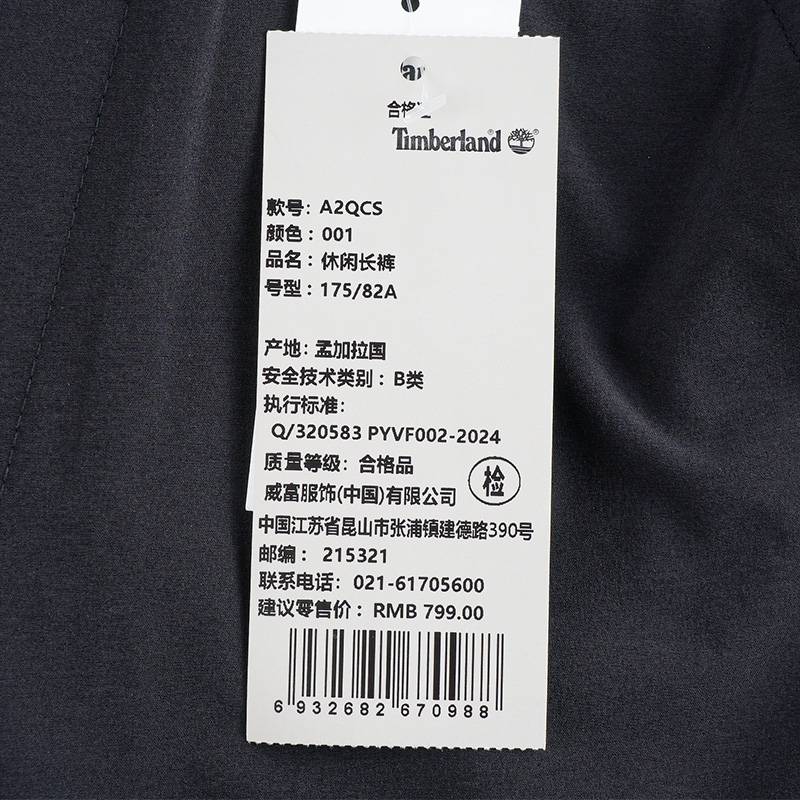 合格证
Timberland
款号: A2QCS
颜色: 001
品名: 休闲长裤
号型: 175/82A
产地: 孟加拉国
安全技术类别: B类
执行标准:
Q/320583 PYVF002-2024
质量等级: 合格品
检
威富服饰(中国)有限公司
中国江苏省昆山市张浦镇建德路390号
邮编: 215321
联系电话: 021-61705600
建议零售价: RMB 799.00
6 932682 670988